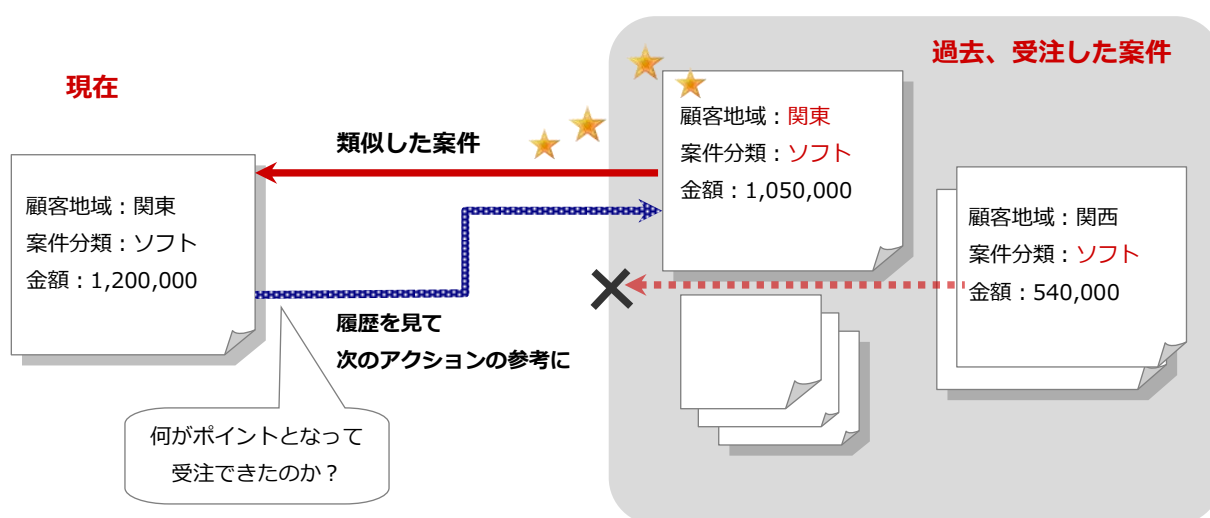 過去、受注した案件
現在
顧客地域：関東
案件分類：ソフト
金額：1,050,000
類似した案件
顧客地域：関東
案件分類：ソフト
金額：1,200,000
顧客地域：関西
案件分類：ソフト
金額：540,000
履歴を見て
次のアクションの参考に
何がポイントとなって
受注できたのか？